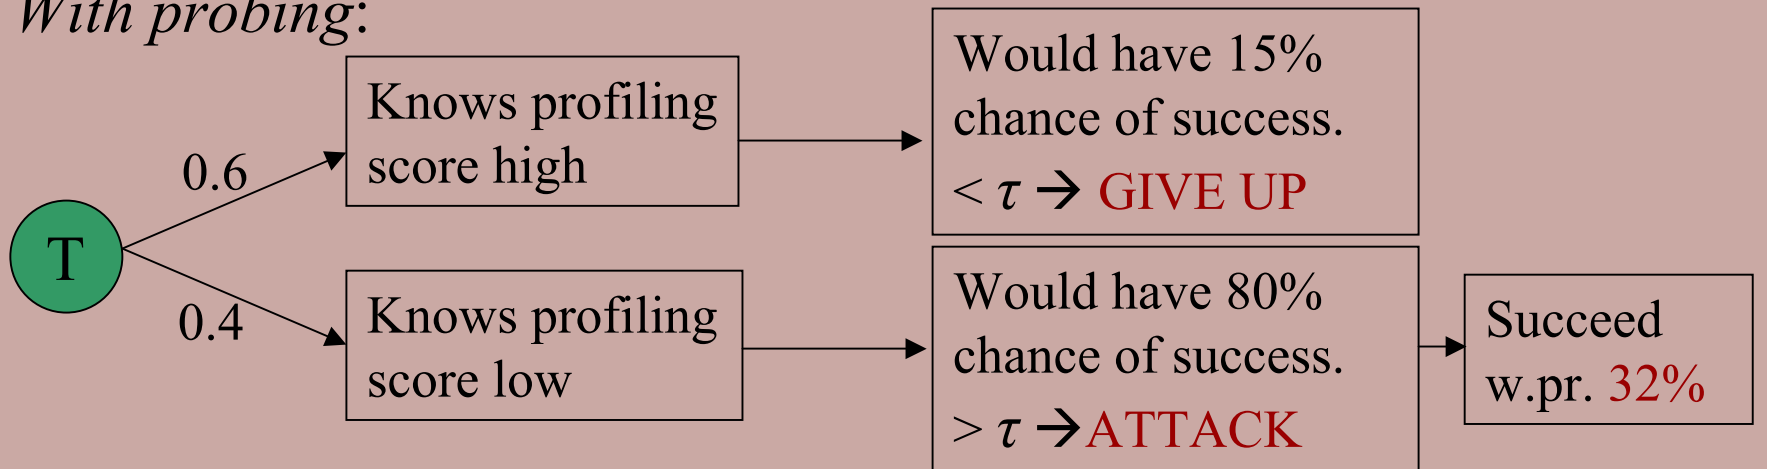 With probing:
Knows profiling
score high
Would have 15%
chance of success.
< τ → GIVE UP
0.6
T
0.4
Knows profiling
score low
Would have 80%
chance of success.
> τ →ATTACK
Succeed
w.pr. 32%